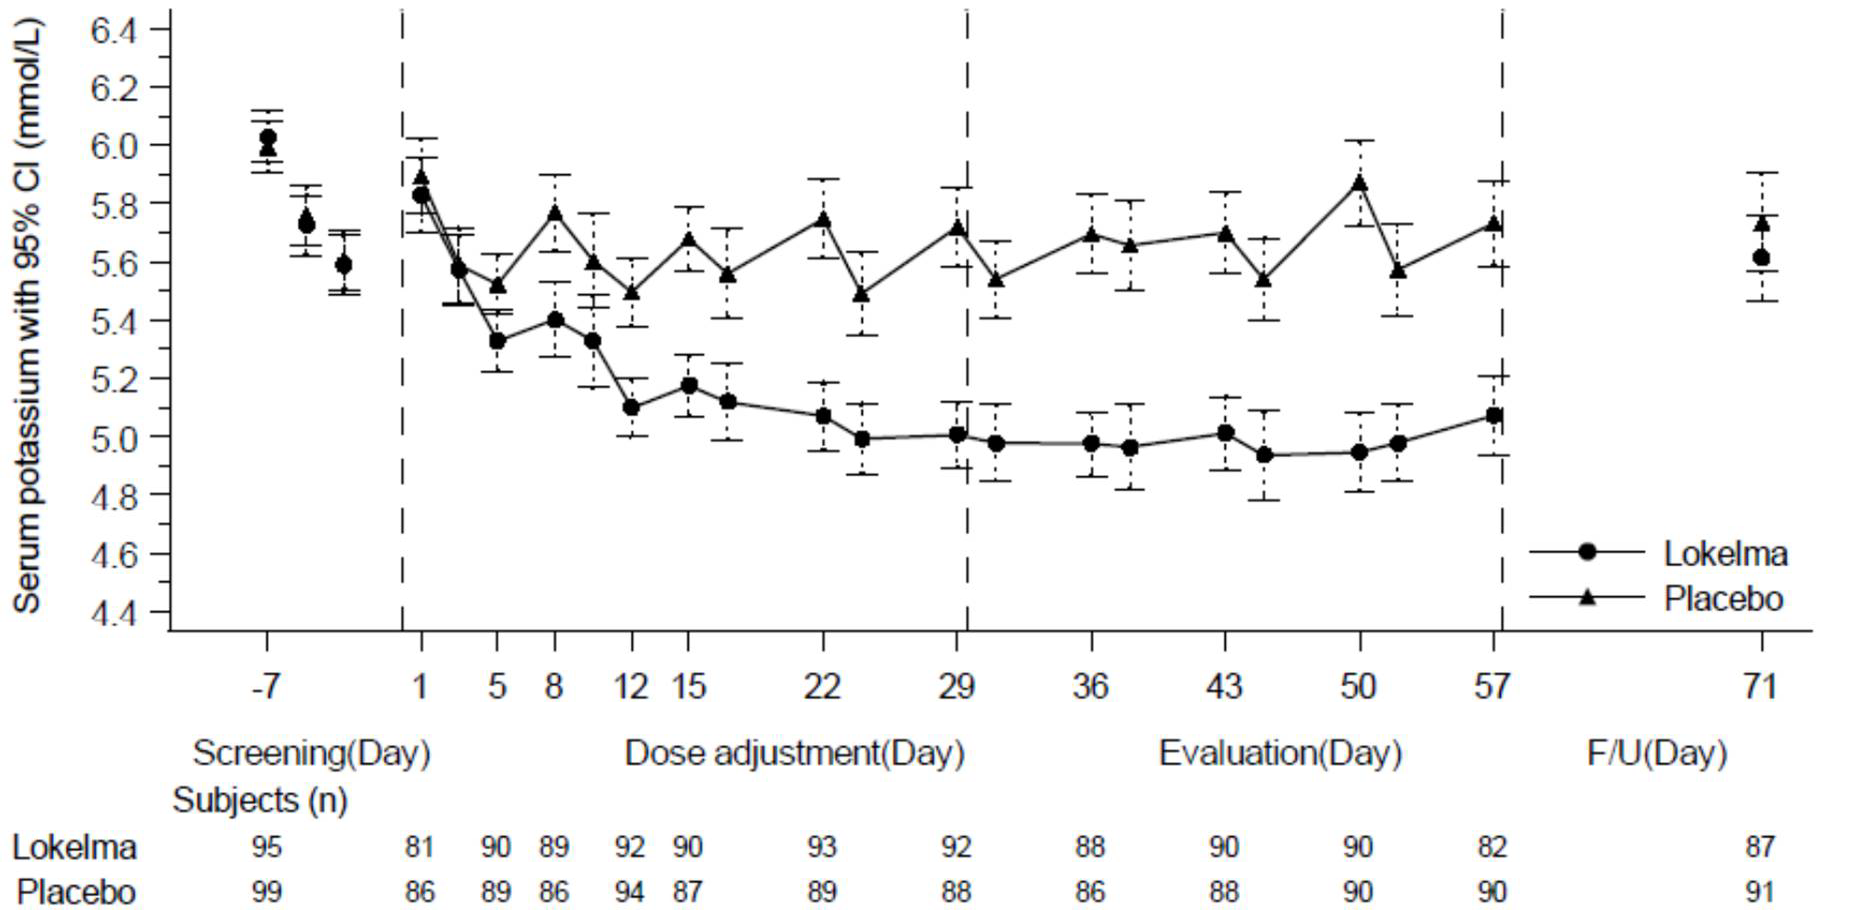 Serum potassium with 95% CI (mmol/L)
6.4
6.2
6.0
5.8
5.6
5.4
5.2
5.0
4.8
4.6
4.4
Lokelma
Placebo
-7 1 5 8 12 15 22 29 36 43 50 57 71
Screening(Day) Dose adjustment(Day) Evaluation(Day) F/U(Day)
Subjects (n)
Lokelma 95 81 90 89 92 90 93 92 88 90 90 82 87
Placebo 99 86 89 86 94 87 89 88 86 88 90 90 91